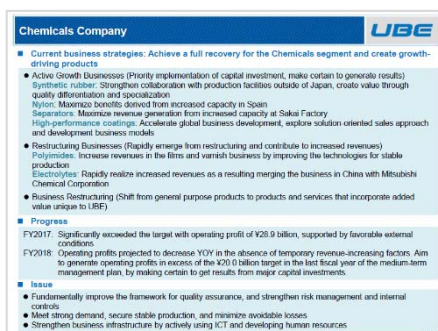 Chemicals Company
UBE
■ Current business strategies: Achieve a full recovery for the Chemicals segment and create growth-
driving products
● Active Growth Businesses (Priority implementation of capital investment, make certain to generate results)
Synthetic rubber: Strengthen collaboration with production facilities outside of Japan, create value through
quality differentiation and specialization
Nylon: Maximize benefits derived from increased capacity in Spain
Separators: Maximize revenue generation from increased capacity at Sakai Factory
High-performance coatings: Accelerate global business development, explore solution oriented sales approach
and development business models
● Restructuring Businesses (Rapidly emerge from restructuring and contribute to increased revenues)
Polyimides: Increase revenues in the films and varnish business by improving the technologies for stable
production
Electrolytes: Rapidly realize increased revenues as a resulting merging the business in China with Mitsubishi
Chemical Corporation
● Business Restructuring (Shift from general purpose products to products and services that incorporate added
value unique to UBE)
■ Progress
FY2017: Significantly exceeded the target with operating profit of ¥28.9 billion, supported by favorable external
conditions
FY2018: Operating profits projected to decrease YOY in the absence of temporary revenue-increasing factors. Aim
to generate operating profits in excess of the ¥20.0 billion target in the last fiscal year of the medium-term
management plan, by making certain to get results from major capital investments
■ Issue
● Fundamentally improve the framework for quality assurance, and strengthen risk management and internal
controls
● Meet strong demand, secure stable production, and minimize avoidable losses
● Strengthen business infrastructure by actively using ICT and developing human resources